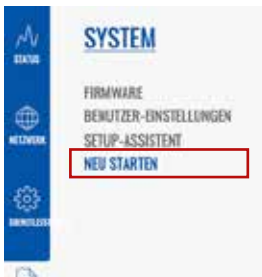 SYSTEM
STATUS
FIRMWARE
BENUTZER-EINSTELLUNGEN
NETZWERK
SETUP-ASSISTENT
NEU STARTEN